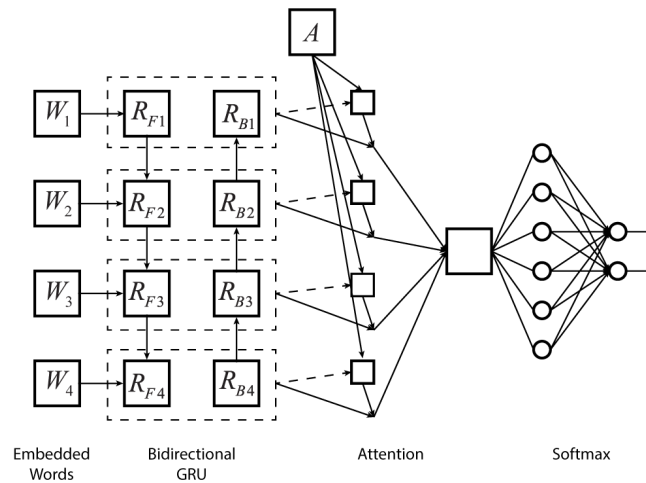 A
W1 RF1 RB1
W2 RF2 RB2
W3 RF3 RB3
W4 RF4 RB4
Embedded Bidirectional Attention Softmax
Words GRU